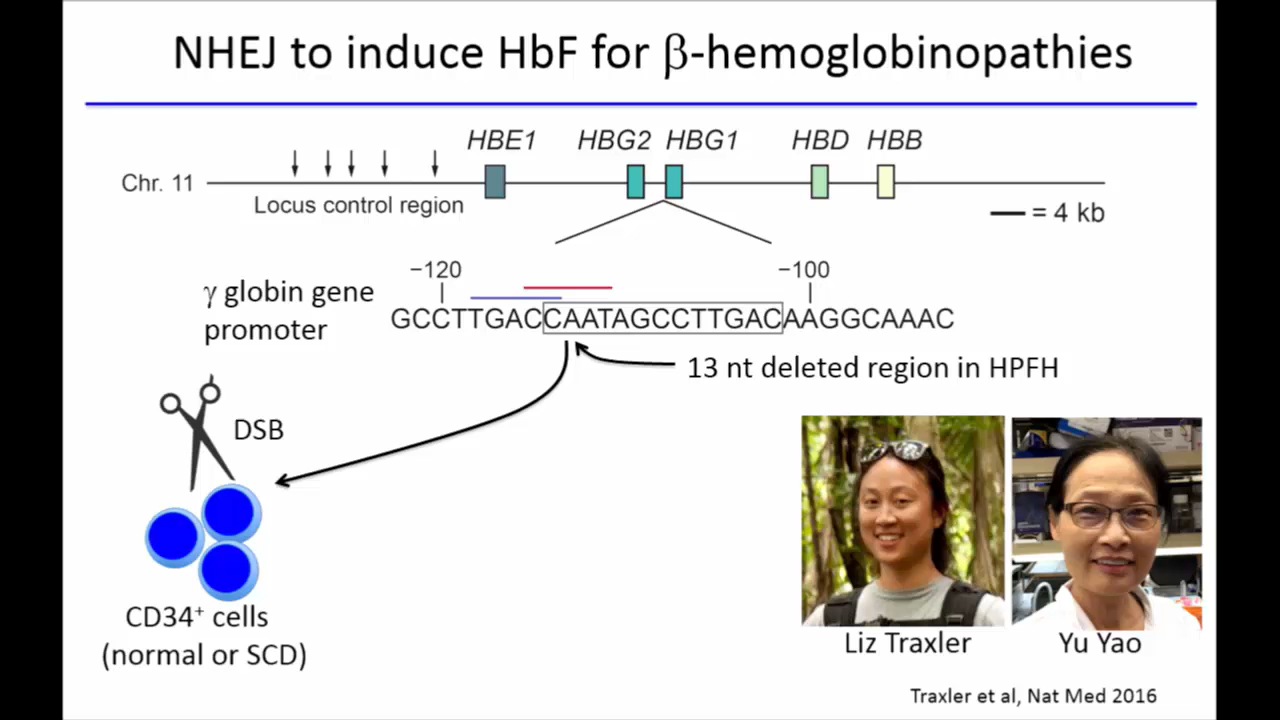 NHEJ to induce HbF for β-hemoglobinopathies
HBE1 HBG2 HBG1 HBD HBB
Chr. 11
Locus control region
= 4 kb
−120 −100
γ globin gene
promoter
GCCTTGACCAATAGCCTTGACAAGGCAAAC
13 nt deleted region in HPFH
DSB
CD34⁺ cells
(normal or SCD)
Liz Traxler Yu Yao
Traxler et al, Nat Med 2016